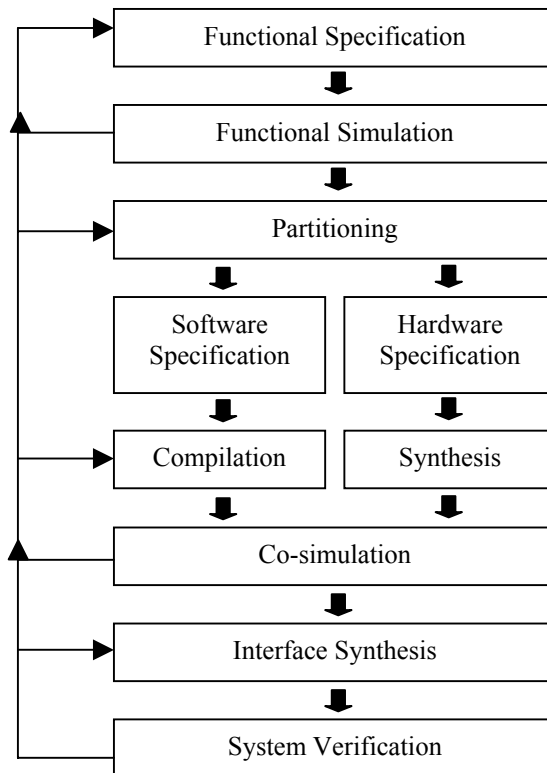 Functional Specification
Functional Simulation
Partitioning
Software
Specification
Hardware
Specification
Compilation
Synthesis
Co-simulation
Interface Synthesis
System Verification